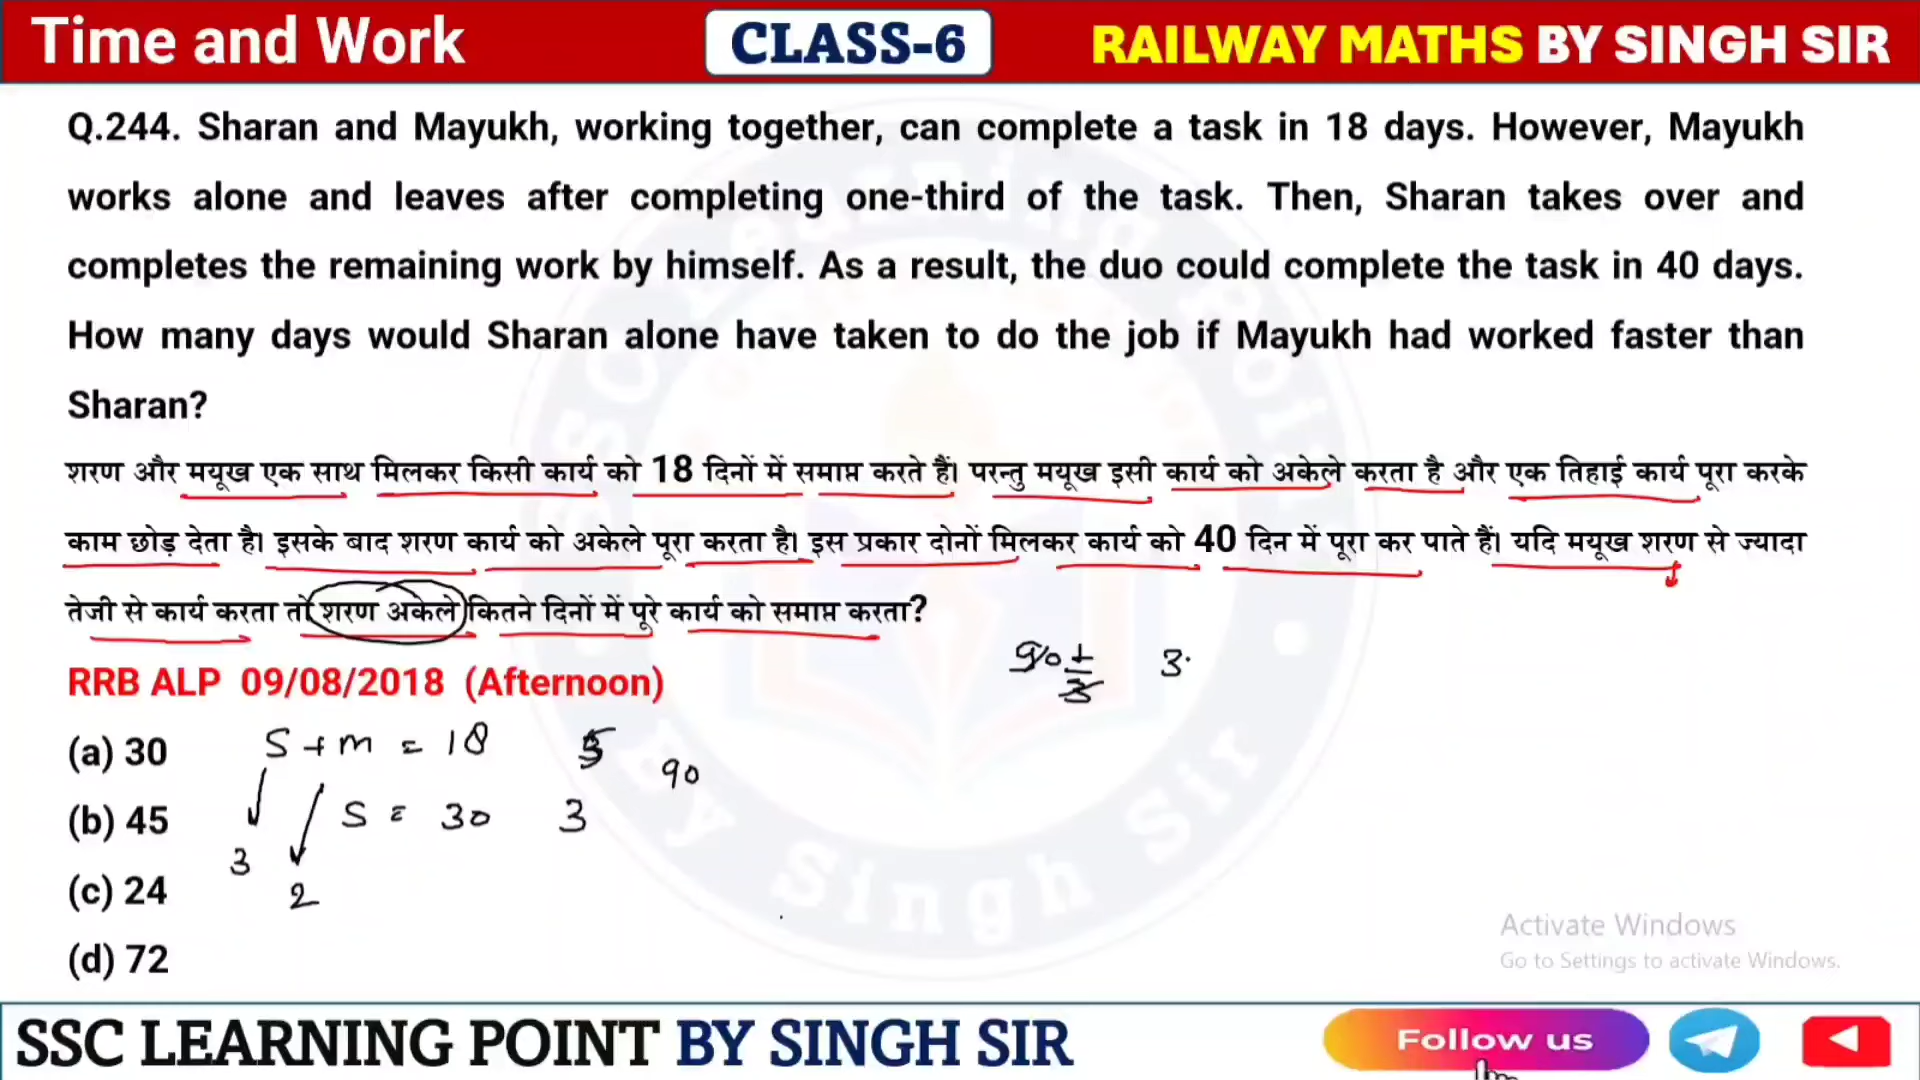 Time and Work
CLASS-6
RAILWAY MATHS BY SINGH SIR
Q.244. Sharan and Mayukh, working together, can complete a task in 18 days. However, Mayukh
works alone and leaves after completing one-third of the task. Then, Sharan takes over and
completes the remaining work by himself. As a result, the duo could complete the task in 40 days.
How many days would Sharan alone have taken to do the job if Mayukh had worked faster than
Sharan?
शरण और मयूख एक साथ मिलकर किसी कार्य को 18 दिनों में समाप्त करते हैं। परन्तु मयूख इसी कार्य को अकेले करता है और एक तिहाई कार्य पूरा करके
काम छोड़ देता है। इसके बाद शरण कार्य को अकेले पूरा करता है। इस प्रकार दोनों मिलकर कार्य को 40 दिन में पूरा कर पाते हैं। यदि मयूख शरण से ज्यादा
तेजी से कार्य करता तो शरण अकेले कितने दिनों में पूरे कार्य को समाप्त करता?
90 1/3 3
RRB ALP 09/08/2018 (Afternoon)
(a) 30
S + m = 18 5
90
(b) 45
S = 30 3
3
(c) 24
2
(d) 72
Activate Windows
Go to Settings to activate Windows.
SSC LEARNING POINT BY SINGH SIR
Follow us